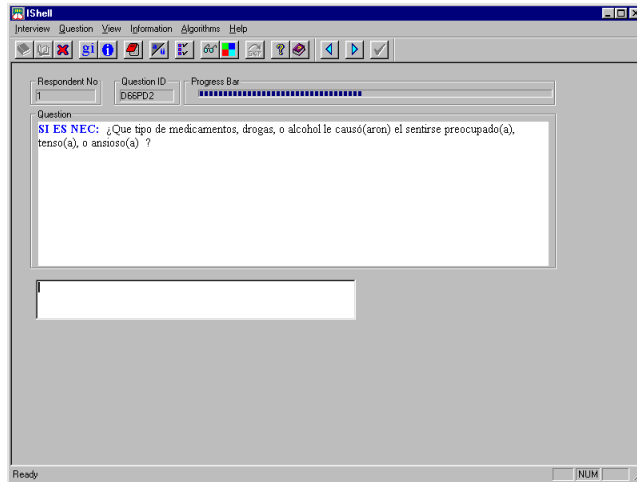 IShell
Interview Question View Information Algorithms Help
gi
Respondent No
Question ID
Progress Bar
1
D66PD2
Question
SI ES NEC: ¿Que tipo de medicamentos, drogas, o alcohol le causó(aron) el sentirse preocupado(a),
tenso(a), o ansioso(a) ?
Ready
NUM